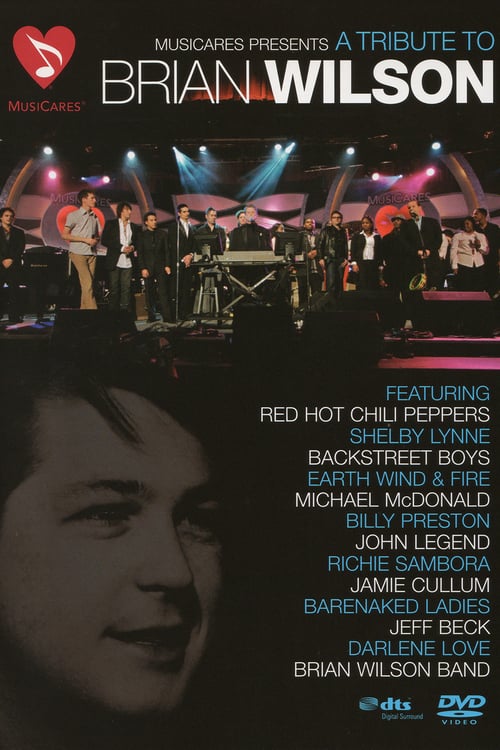 MUSICARES PRESENTS A TRIBUTE TO
BRIAN WILSON
MUSICARES®
MUSICARES
MUSICARES
FEATURING
RED HOT CHILI PEPPERS
SHELBY LYNNE
BACKSTREET BOYS
EARTH WIND & FIRE
MICHAEL McDONALD
BILLY PRESTON
JOHN LEGEND
RICHIE SAMBORA
JAMIE CULLUM
BARENAKED LADIES
JEFF BECK
DARLENE LOVE
BRIAN WILSON BAND
dts
Digital Surround
DVD
VIDEO